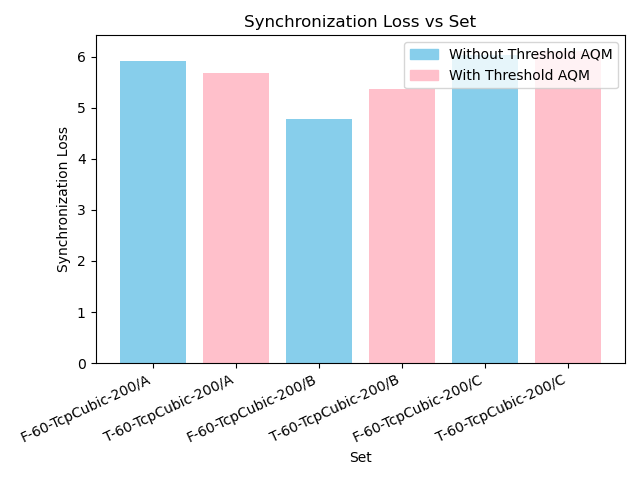 Synchronization Loss vs Set
Without Threshold AQM
With Threshold AQM
Synchronization Loss
6
5
4
3
2
1
0
F-60-TcpCubic-200/A
T-60-TcpCubic-200/A
F-60-TcpCubic-200/B
T-60-TcpCubic-200/B
F-60-TcpCubic-200/C
T-60-TcpCubic-200/C
Set